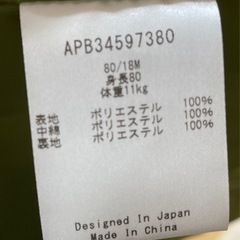 APB34597380
80/18M
身長80
体重11kg
表地 ポリエステル 100%
中綿 ポリエステル 100%
裏地 ポリエステル 100%
Designed In Japan
Made In China